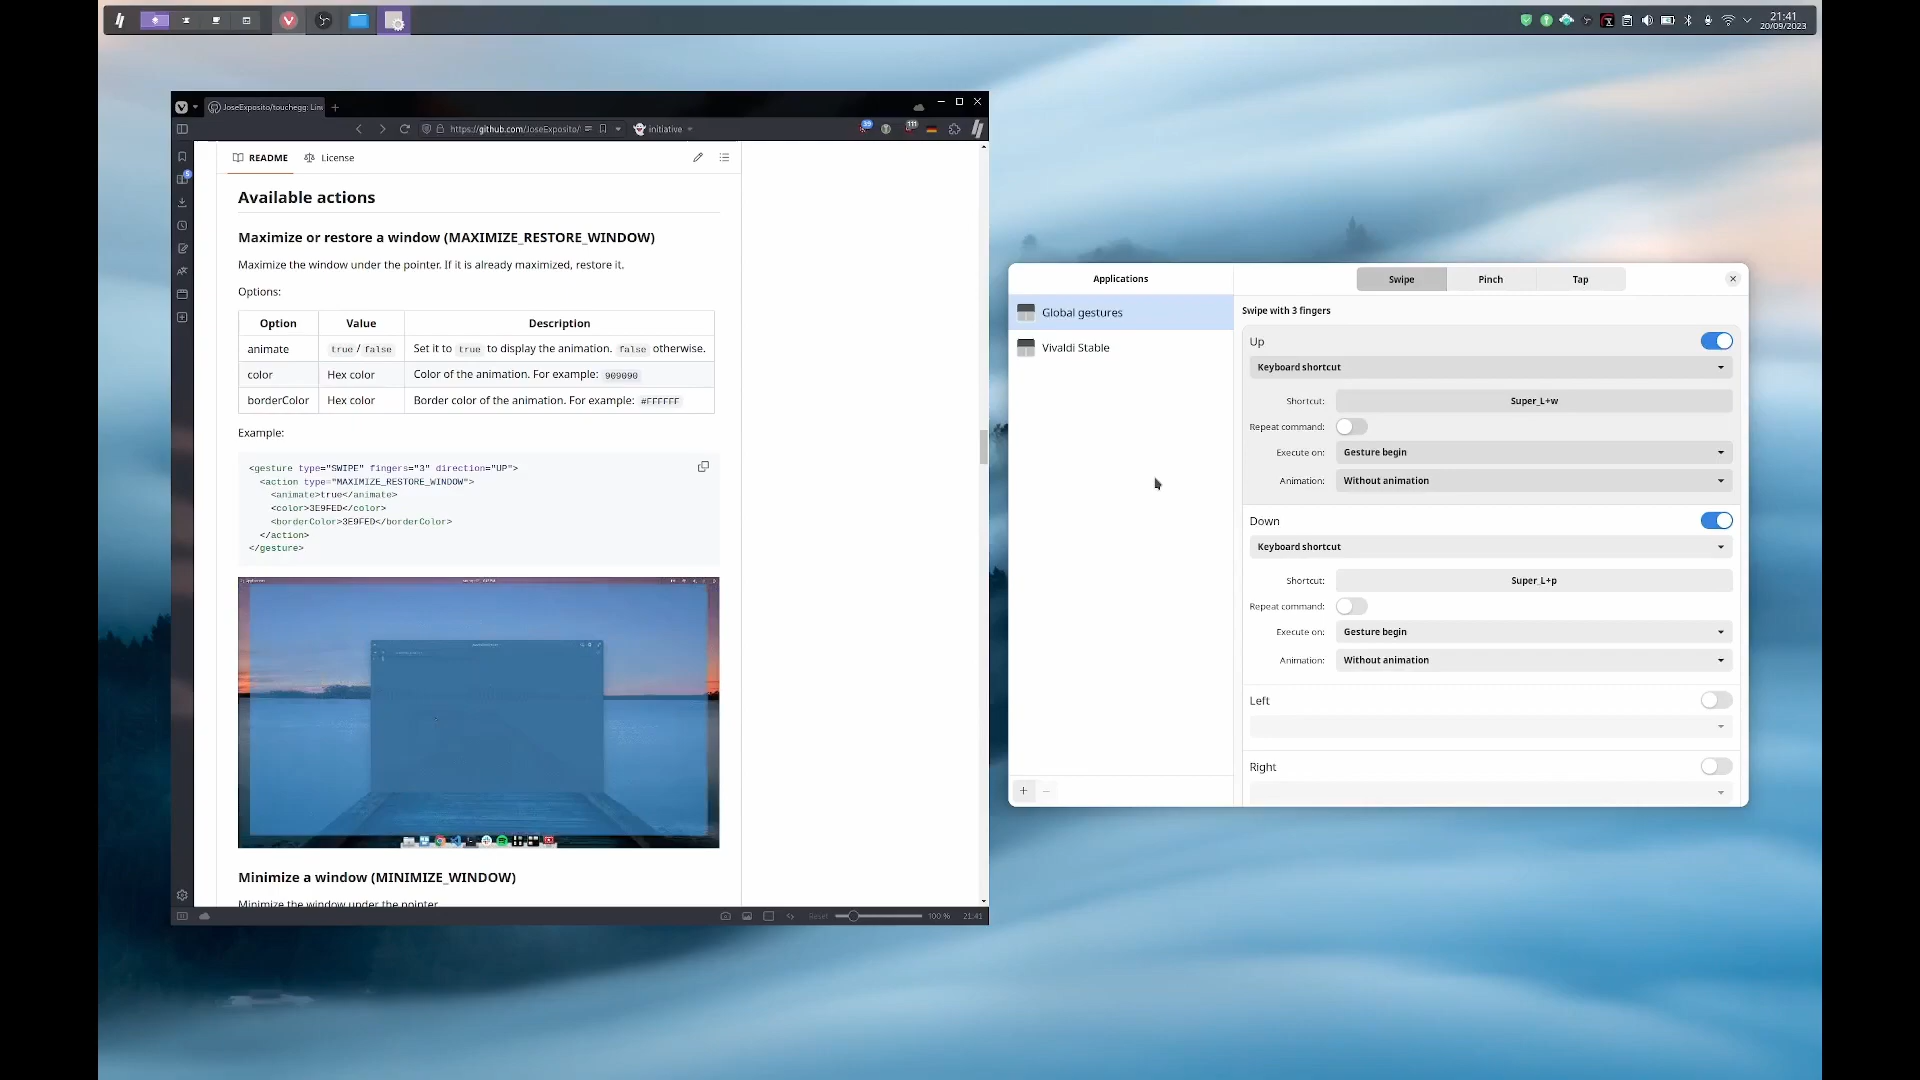 21:41
20/09/2023
JoseExposito/touchegg: Lin
https://github.com/JoseExposito/
initiative
39
111
5
README
License
Available actions
Maximize or restore a window (MAXIMIZE_RESTORE_WINDOW)
Maximize the window under the pointer. If it is already maximized, restore it.
Options:
Option Value Description
animate true / false Set it to true to display the animation. false otherwise.
color Hex color Color of the animation. For example: 909090
borderColor Hex color Border color of the animation. For example: #FFFFFF
Example:
<gesture type="SWIPE" fingers="3" direction="UP">
<action type="MAXIMIZE_RESTORE_WINDOW">
<animate>true</animate>
<color>3E9FED</color>
<borderColor>3E9FED</borderColor>
</action>
</gesture>
Minimize a window (MINIMIZE_WINDOW)
Minimize the window under the pointer.
Reset
100 %
21:41
Applications
Global gestures
Vivaldi Stable
Swipe
Pinch
Tap
Swipe with 3 fingers
Up
Keyboard shortcut
Shortcut: Super_L+w
Repeat command:
Execute on: Gesture begin
Animation: Without animation
Down
Keyboard shortcut
Shortcut: Super_L+p
Repeat command:
Execute on: Gesture begin
Animation: Without animation
Left
Right